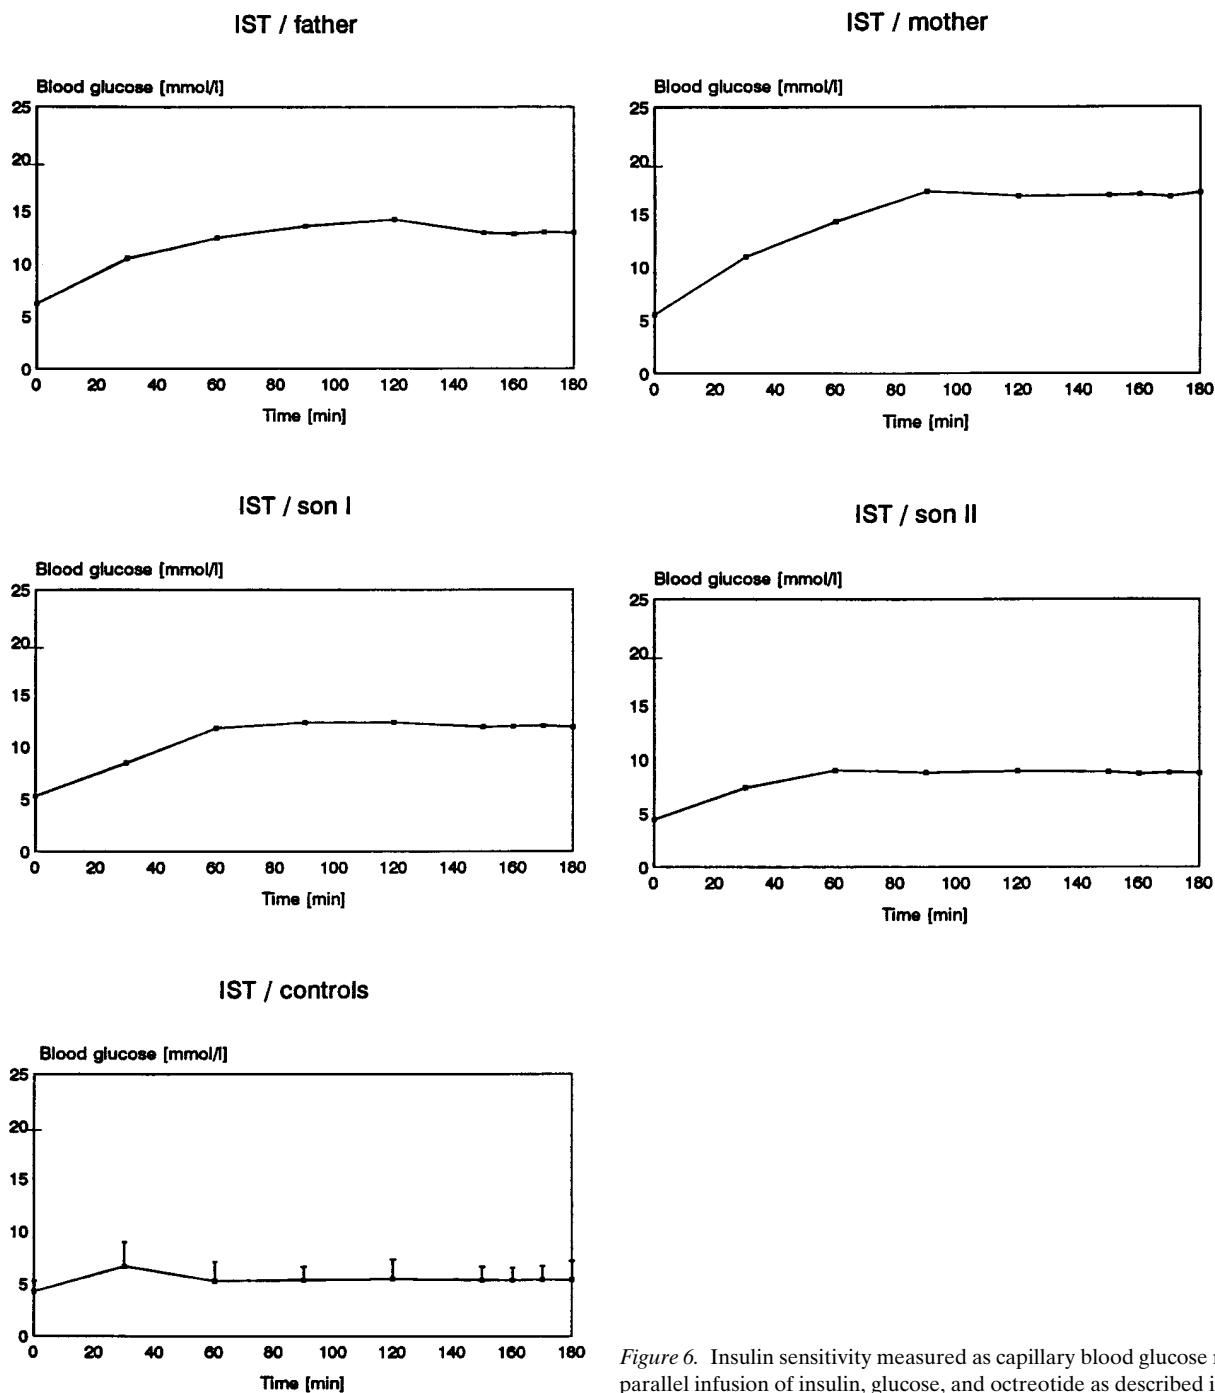 IST / father
Blood glucose [mmol/l]
25
20
15
10
5
0
0 20 40 60 80 100 120 140 160 180
Time [min]
IST / mother
Blood glucose [mmol/l]
25
20
15
10
5
0
0 20 40 60 80 100 120 140 160 180
Time [min]
IST / son I
Blood glucose [mmol/l]
25
20
15
10
5
0
0 20 40 60 80 100 120 140 160 180
Time [min]
IST / son II
Blood glucose [mmol/l]
25
20
15
10
5
0
0 20 40 60 80 100 120 140 160 180
Time [min]
IST / controls
Blood glucose [mmol/l]
25
20
15
10
5
0
0 20 40 60 80 100 120 140 160 180
Time [min]
Figure 6. Insulin sensitivity measured as capillary blood glucose
parallel infusion of insulin, glucose, and octreotide as described